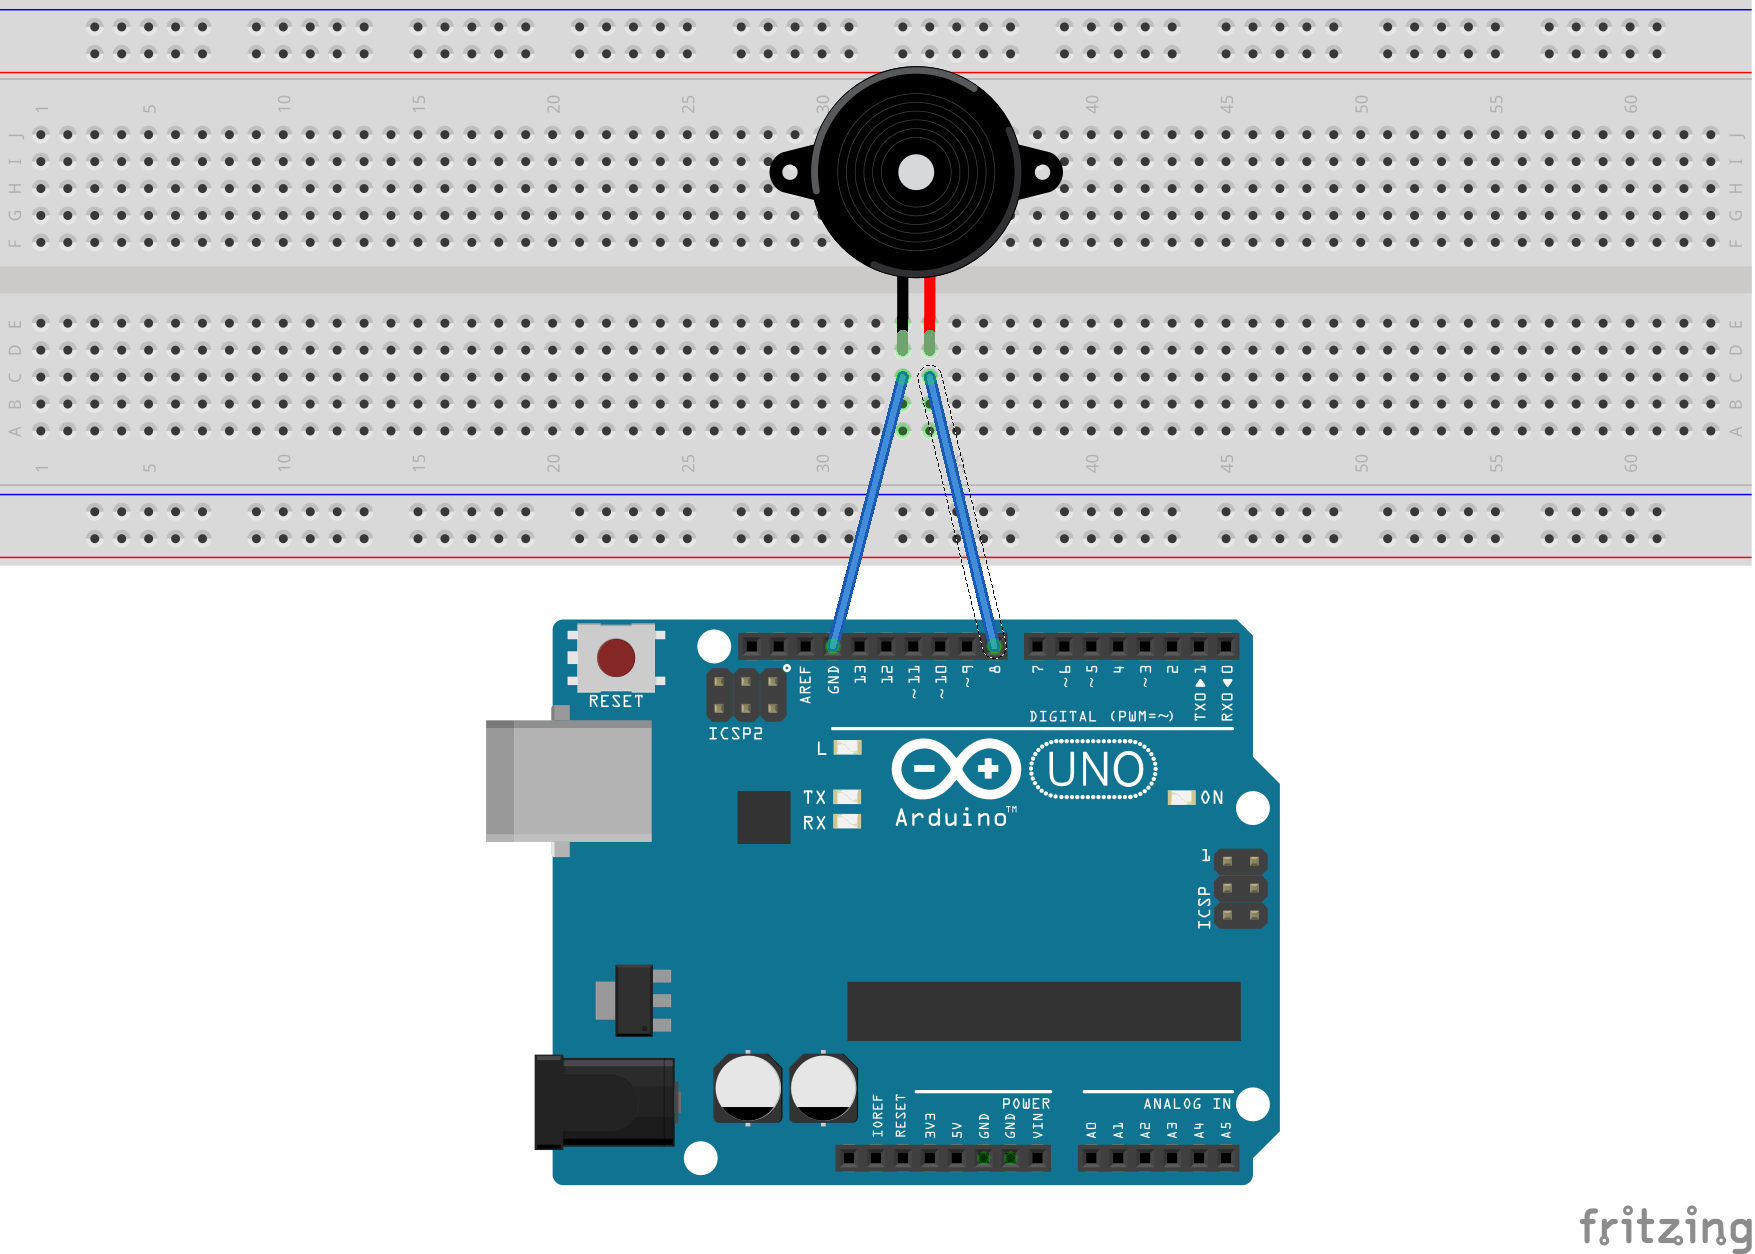 1 5 10 15 20 25 30 40 45 50 55 60
J J
I I
H H
G G
F F
E E
D D
C C
B B
A A
1 5 10 15 20 25 30 40 45 50 55 60
RESET
ICSP2
AREF GND 13 12 ~11 ~10 ~9 8 7 ~6 ~5 4 ~3 2 TX0▶1 RX0◀0
DIGITAL (PWM=~)
L
TX
RX
UNO
Arduino™
ON
1
ICSP
POWER
ANALOG IN
IOREF RESET 3V3 5V GND GND VIN A0 A1 A2 A3 A4 A5
fritzing